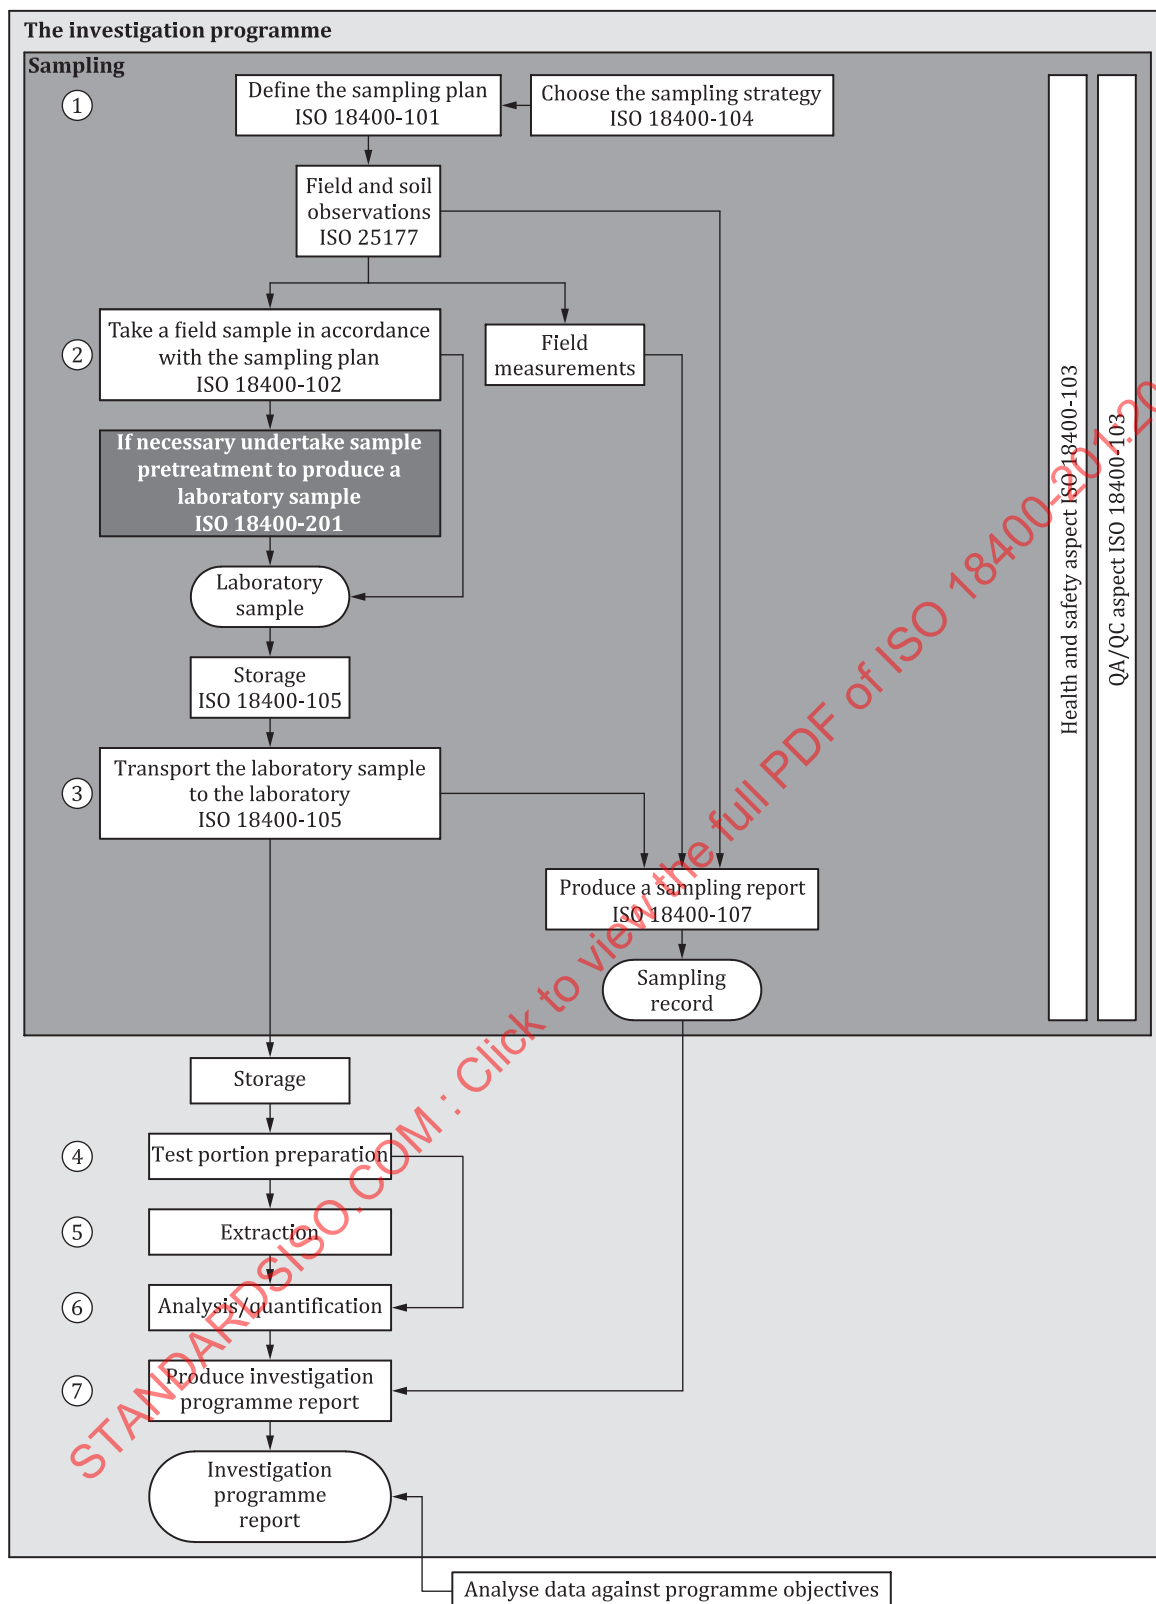 The investigation programme
Sampling
1
Define the sampling plan
ISO 18400-101
Choose the sampling strategy
ISO 18400-104
Field and soil
observations
ISO 25177
2
Take a field sample in accordance
with the sampling plan
ISO 18400-102
Field
measurements
If necessary undertake sample
pretreatment to produce a
laboratory sample
ISO 18400-201
Laboratory
sample
Storage
ISO 18400-105
3
Transport the laboratory sample
to the laboratory
ISO 18400-105
Produce a sampling report
ISO 18400-107
Sampling
record
Health and safety aspect ISO 18400-103
QA/QC aspect ISO 18400-103
Storage
4
Test portion preparation
5
Extraction
6
Analysis/quantification
7
Produce investigation
programme report
Investigation
programme
report
Analyse data against programme objectives
STANDARDSISO.COM : Click to view the full PDF of ISO 18400-201:20